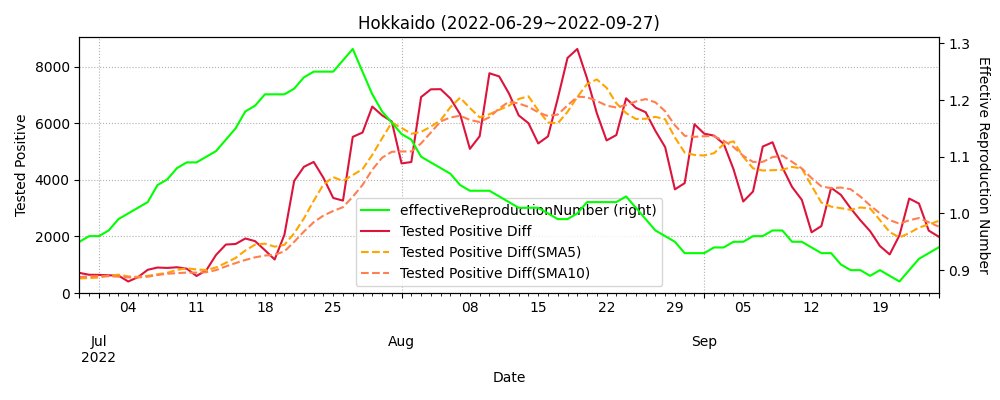 Hokkaido (2022-06-29~2022-09-27)
Tested Positive
8000
6000
4000
2000
0
1.3
1.2
1.1
1.0
0.9
Effective Reproduction Number
effectiveReproductionNumber (right)
Tested Positive Diff
Tested Positive Diff(SMA5)
Tested Positive Diff(SMA10)
04 11 18 25 08 15 22 29 05 12 19
Jul Aug Sep
2022
Date